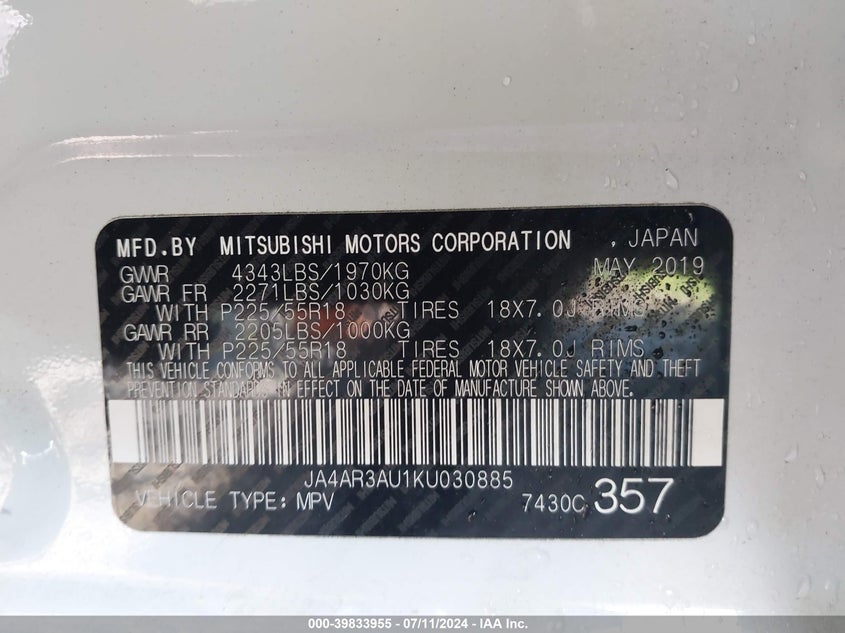 MFD.BY MITSUBISHI MOTORS CORPORATION , JAPAN
GVWR 4343LBS/1970KG MAY 2019
GAWR FR 2271LBS/1030KG
WITH P225/55R18 TIRES 18X7.0J RIMS
GAWR RR 2205LBS/1000KG
WITH P225/55R18 TIRES 18X7.0J RIMS
THIS VEHICLE CONFORMS TO ALL APPLICABLE FEDERAL MOTOR VEHICLE SAFETY AND THEFT
PREVENTION STANDARDS IN EFFECT ON THE DATE OF MANUFACTURE SHOWN ABOVE.
JA4AR3AU1KU030885
VEHICLE TYPE: MPV 7430C 357
000-39833955 - 07/11/2024 - IAA Inc.